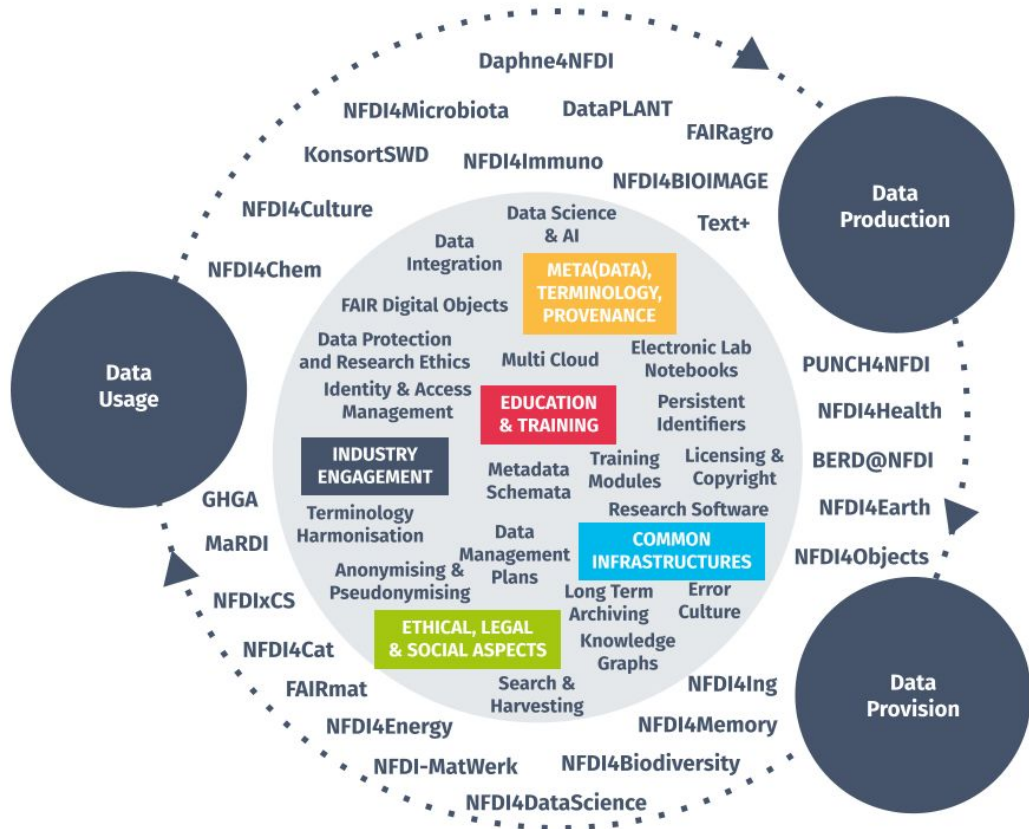 Daphne4NFDI
NFDI4Microbiota
DataPLANT
FAIRagro
KonsortSWD
NFDI4Immuno
NFDI4BIOIMAGE
NFDI4Culture
Text+
NFDI4Chem
Data
Production
Data
Usage
Data Science
& AI
Data
Integration
META(DATA),
TERMINOLOGY,
PROVENANCE
FAIR Digital Objects
Data Protection
and Research Ethics
Multi Cloud
Electronic Lab
Notebooks
Identity & Access
Management
EDUCATION
& TRAINING
Persistent
Identifiers
INDUSTRY
ENGAGEMENT
Metadata
Schemata
Training
Modules
Licensing &
Copyright
Research Software
Terminology
Harmonisation
Data
Management
Plans
COMMON
INFRASTRUCTURES
Anonymising &
Pseudonymising
Long Term
Archiving
Error
Culture
ETHICAL, LEGAL
& SOCIAL ASPECTS
Knowledge
Graphs
Search &
Harvesting
PUNCH4NFDI
NFDI4Health
BERD@NFDI
NFDI4Earth
NFDI4Objects
Data
Provision
GHGA
MaRDI
NFDIxCS
NFDI4Cat
FAIRmat
NFDI4Energy
NFDI-MatWerk
NFDI4DataScience
NFDI4Biodiversity
NFDI4Memory
NFDI4Ing